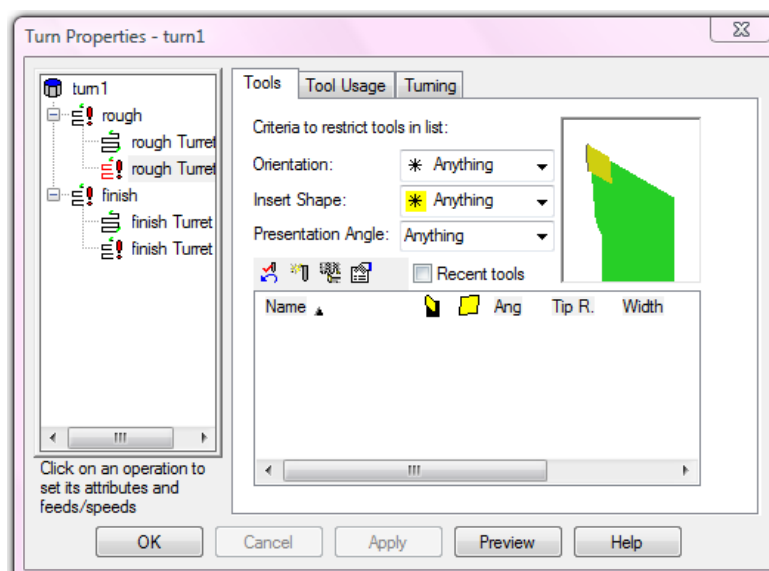 Turn Properties - turn1
turn1
rough
rough Turret
rough Turret
finish
finish Turret
finish Turret
Click on an operation to
set its attributes and
feeds/speeds
Tools
Tool Usage
Turning
Criteria to restrict tools in list:
Orientation:
Anything
Insert Shape:
Anything
Presentation Angle:
Anything
Recent tools
Name
Ang
Tip R.
Width
OK
Cancel
Apply
Preview
Help